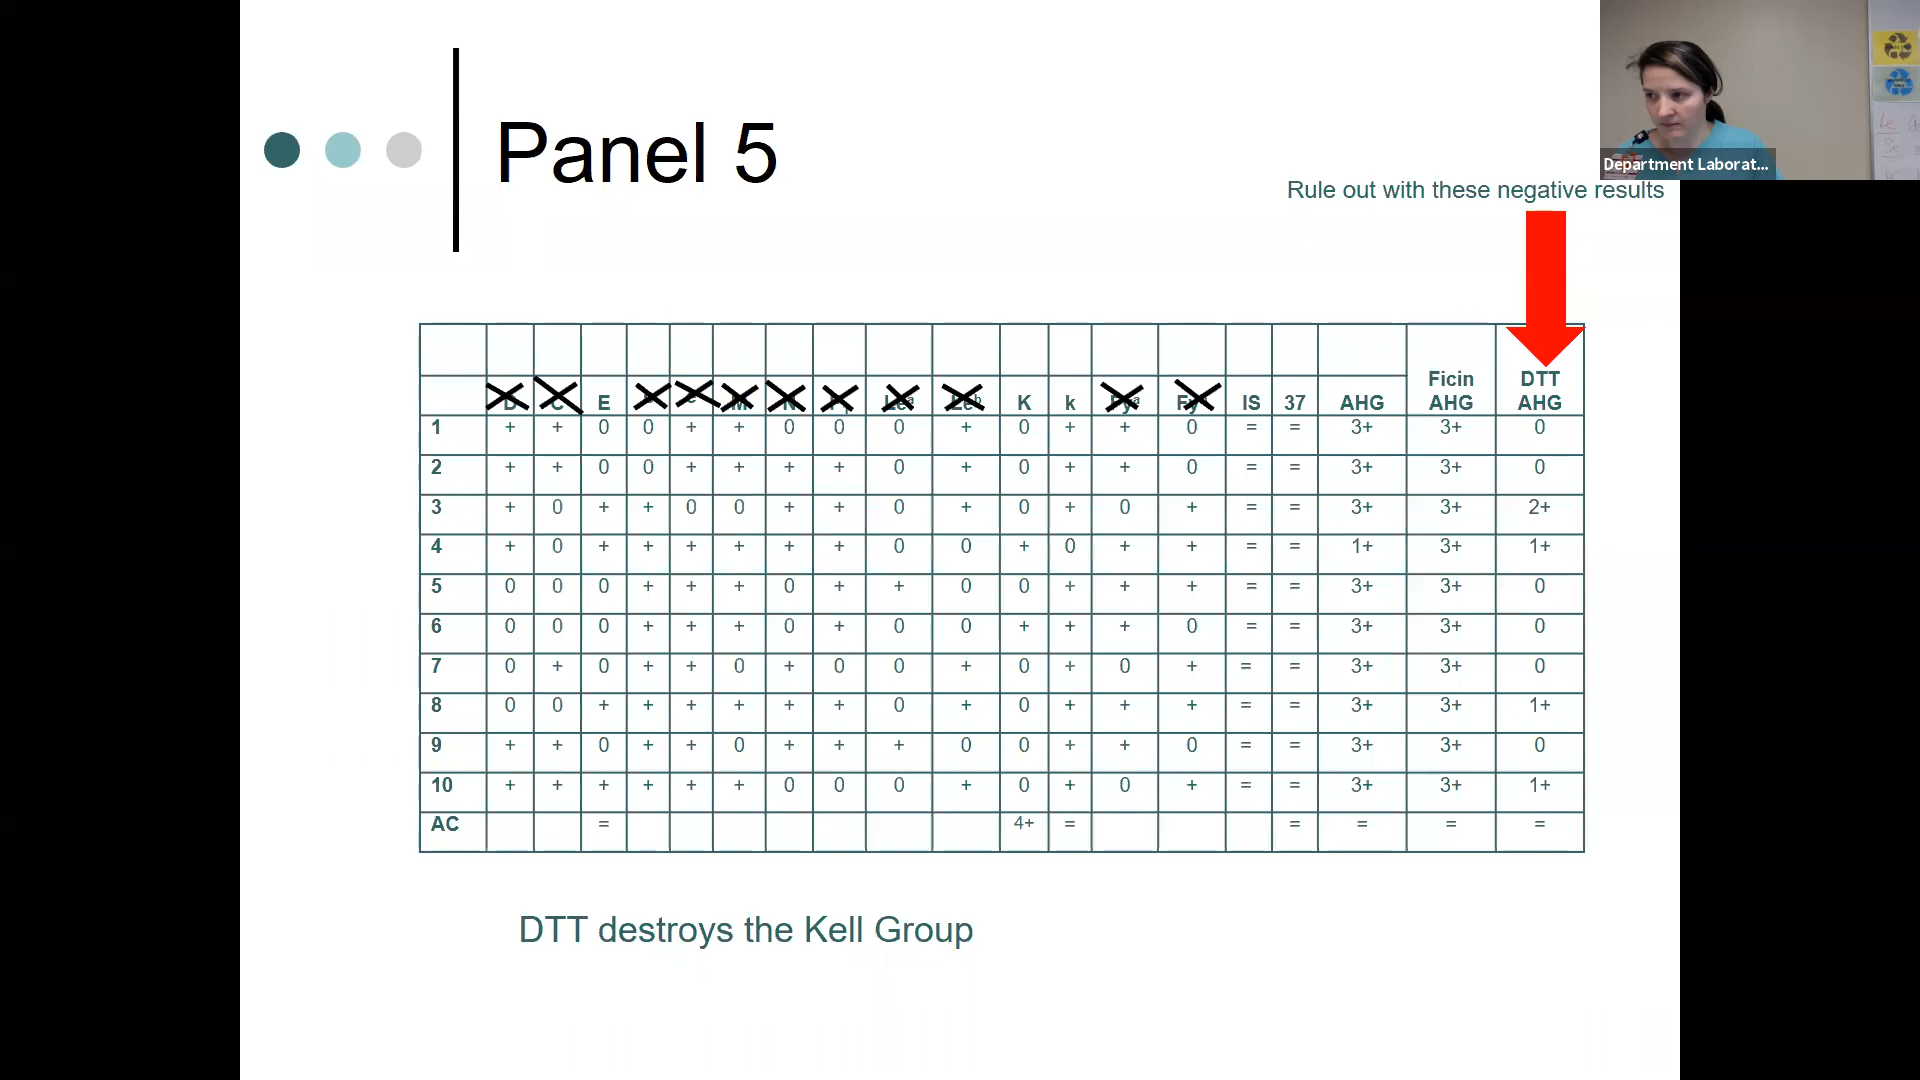 Panel 5
Department Laborat...
Rule out with these negative results
E K k IS 37 AHG Ficin AHG DTT AHG
1 + + 0 0 + + 0 0 0 + 0 + + 0 = = 3+ 3+ 0
2 + + 0 0 + + + + 0 + 0 + + 0 = = 3+ 3+ 0
3 + 0 + + 0 0 + + 0 + 0 + 0 + = = 3+ 3+ 2+
4 + 0 + + + + + + 0 0 + 0 + + = = 1+ 3+ 1+
5 0 0 0 + + + 0 + + 0 0 + + + = = 3+ 3+ 0
6 0 0 0 + + + 0 + 0 0 + + + 0 = = 3+ 3+ 0
7 0 + 0 + + 0 + 0 0 + 0 + 0 + = = 3+ 3+ 0
8 0 0 + + + + + + 0 + 0 + + + = = 3+ 3+ 1+
9 + + 0 + + 0 + + + 0 0 + + 0 = = 3+ 3+ 0
10 + + + + + + 0 0 0 + 0 + 0 + = = 3+ 3+ 1+
AC = 4+ = = = = =
DTT destroys the Kell Group